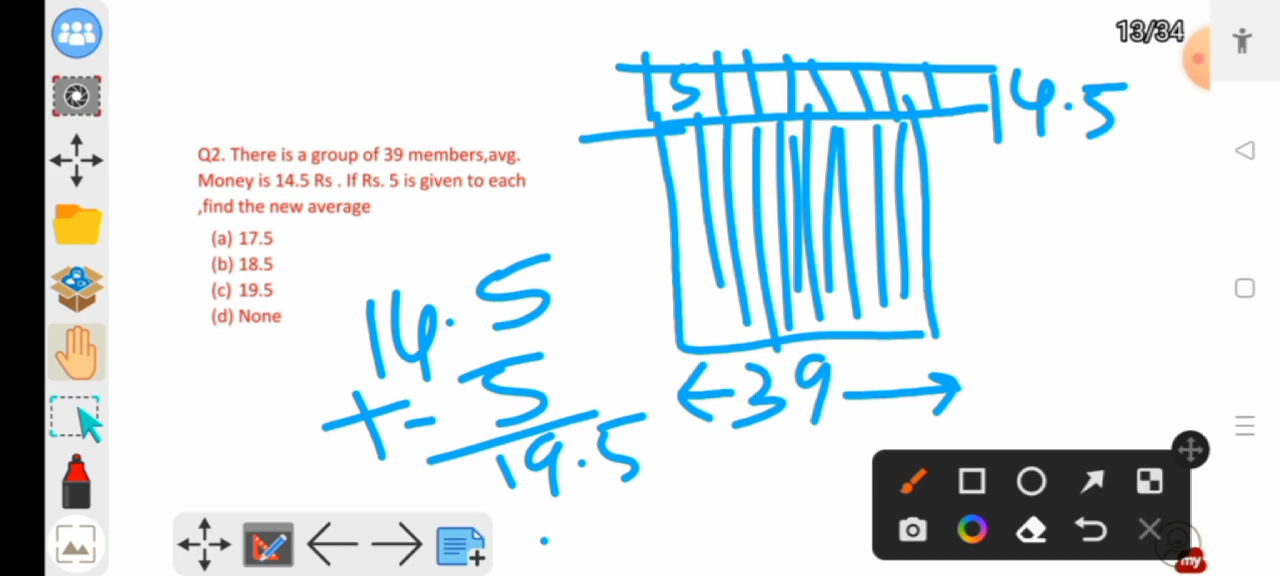 13/34
5
14.5
Q2. There is a group of 39 members,avg.
Money is 14.5 Rs . If Rs. 5 is given to each
,find the new average
(a) 17.5
(b) 18.5
(c) 19.5
(d) None
14.5
+- 5
19.5
39
my